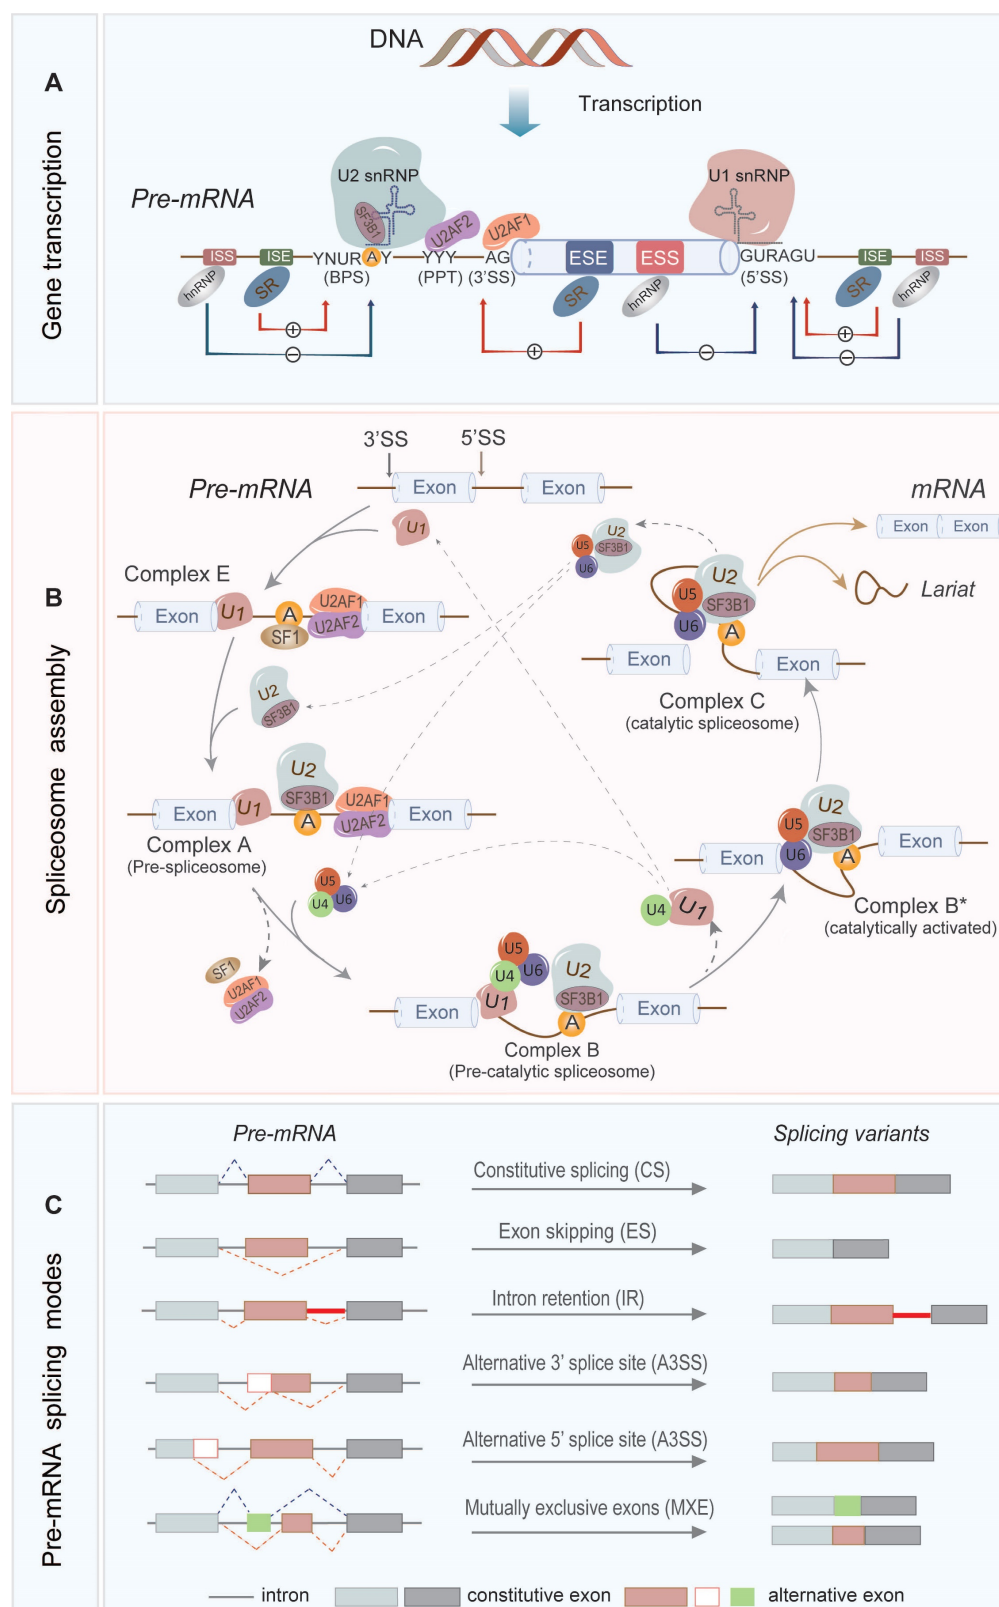 A
Gene transcription
DNA
Transcription
Pre-mRNA
U2 snRNP
SF3B1
U2AF2
U2AF1
U1 snRNP
ISS ISE YNUR A Y YYY AG ESE ESS GURAGU ISE ISS
(BPS) (PPT) (3'SS) (5'SS)
hnRNP SR SR hnRNP SR hnRNP
+ − + − + −
B
Spliceosome assembly
3'SS 5'SS
Pre-mRNA
Exon Exon
mRNA
Exon Exon
U1
U2
U5 SF3B1
U6
U2
U5 SF3B1
U6 A
Lariat
Exon Exon
Complex C
(catalytic spliceosome)
Complex E
Exon U1 A U2AF1
SF1 U2AF2 Exon
U2
SF3B1
U2
SF3B1
Exon U1 A U2AF1
U2AF2 Exon
Complex A
(Pre-spliceosome)
U5
U4 U6
SF1
U2AF1
U2AF2
U4 U1
U2
U5 SF3B1
Exon U6 A Exon
Complex B*
(catalytically activated)
U5
U4 U6 U2
SF3B1
Exon U1 A Exon
Complex B
(Pre-catalytic spliceosome)
C
Pre-mRNA splicing modes
Pre-mRNA Splicing variants
Constitutive splicing (CS)
Exon skipping (ES)
Intron retention (IR)
Alternative 3' splice site (A3SS)
Alternative 5' splice site (A3SS)
Mutually exclusive exons (MXE)
intron constitutive exon alternative exon